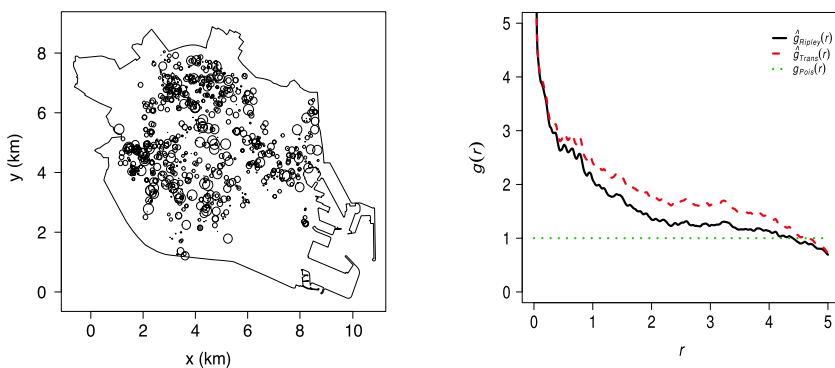 8
6
4
2
0
y (km)
0 2 4 6 8 10
x (km)
5
4
3
2
1
0
g(r)
ĝRipley(r)
ĝTrans(r)
gPois(r)
0 1 2 3 4 5
r